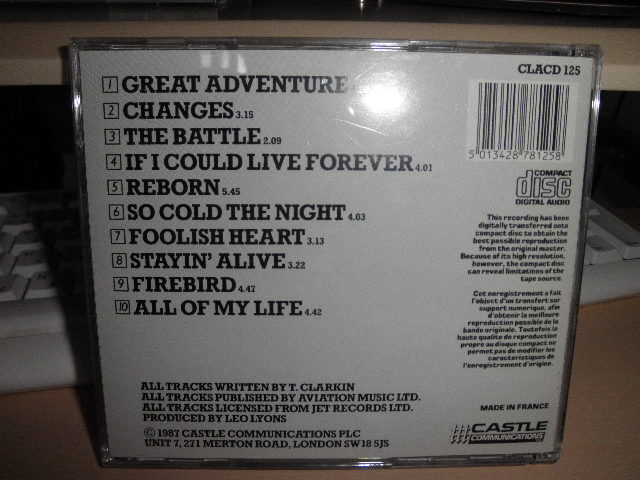 CLACD 125
1 GREAT ADVENTURE
2 CHANGES 3.15
3 THE BATTLE 2.09
4 IF I COULD LIVE FOREVER 4.01
5 REBORN 5.45
6 SO COLD THE NIGHT 4.03
7 FOOLISH HEART 3.13
8 STAYIN' ALIVE 3.22
9 FIREBIRD 4.47
10 ALL OF MY LIFE 4.42
5 013428 781258
COMPACT
disc
DIGITAL AUDIO
This recording has been
digitally transferred onto
compact disc to obtain the
best possible reproduction
from the original master.
Because of its high resolution,
however, the compact disc
can reveal limitations of the
tape source.
Cet enregistrement a fait
l'object d'un transfert sur
support numerique, afin
d'obtenir la meilleure
reproduction possible de la
bande originale. Toutefois la
haute qualite de reproduction
propre au disque compact ne
permet pas de modifier les
caracteristiques de
l'enregistrement d'origine.
ALL TRACKS WRITTEN BY T. CLARKIN
ALL TRACKS PUBLISHED BY AVIATION MUSIC LTD.
ALL TRACKS LICENSED FROM JET RECORDS LTD.
PRODUCED BY LEO LYONS
© 1987 CASTLE COMMUNICATIONS PLC
UNIT 7, 271 MERTON ROAD, LONDON SW18 5JS
MADE IN FRANCE
CASTLE
COMMUNICATIONS